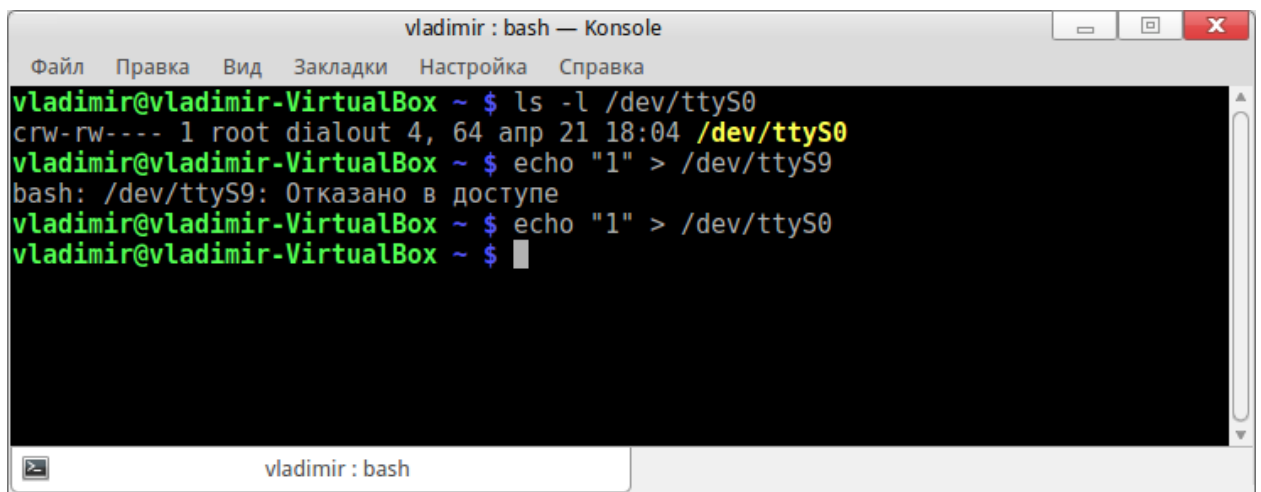 vladimir : bash — Konsole
Файл Правка Вид Закладки Настройка Справка
vladimir@vladimir-VirtualBox ~ $ ls -l /dev/ttyS0
crw-rw---- 1 root dialout 4, 64 апр 21 18:04 /dev/ttyS0
vladimir@vladimir-VirtualBox ~ $ echo "1" > /dev/ttyS9
bash: /dev/ttyS9: Отказано в доступе
vladimir@vladimir-VirtualBox ~ $ echo "1" > /dev/ttyS0
vladimir@vladimir-VirtualBox ~ $
vladimir : bash